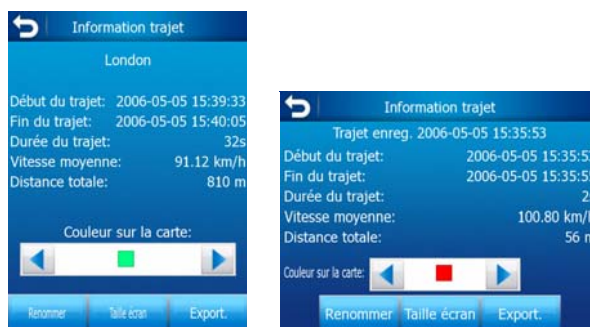 Information trajet
London
Début du trajet: 2006-05-05 15:39:33
Fin du trajet: 2006-05-05 15:40:05
Durée du trajet: 32s
Vitesse moyenne: 91.12 km/h
Distance totale: 810 m
Couleur sur la carte:
Renommer Taille écran Export.
Information trajet
Trajet enreg. 2006-05-05 15:35:53
Début du trajet: 2006-05-05 15:35:53
Fin du trajet: 2006-05-05 15:35:55
Durée du trajet:
Vitesse moyenne: 100.80 km/h
Distance totale: 56 m
Couleur sur la carte:
Renommer Taille écran Export.